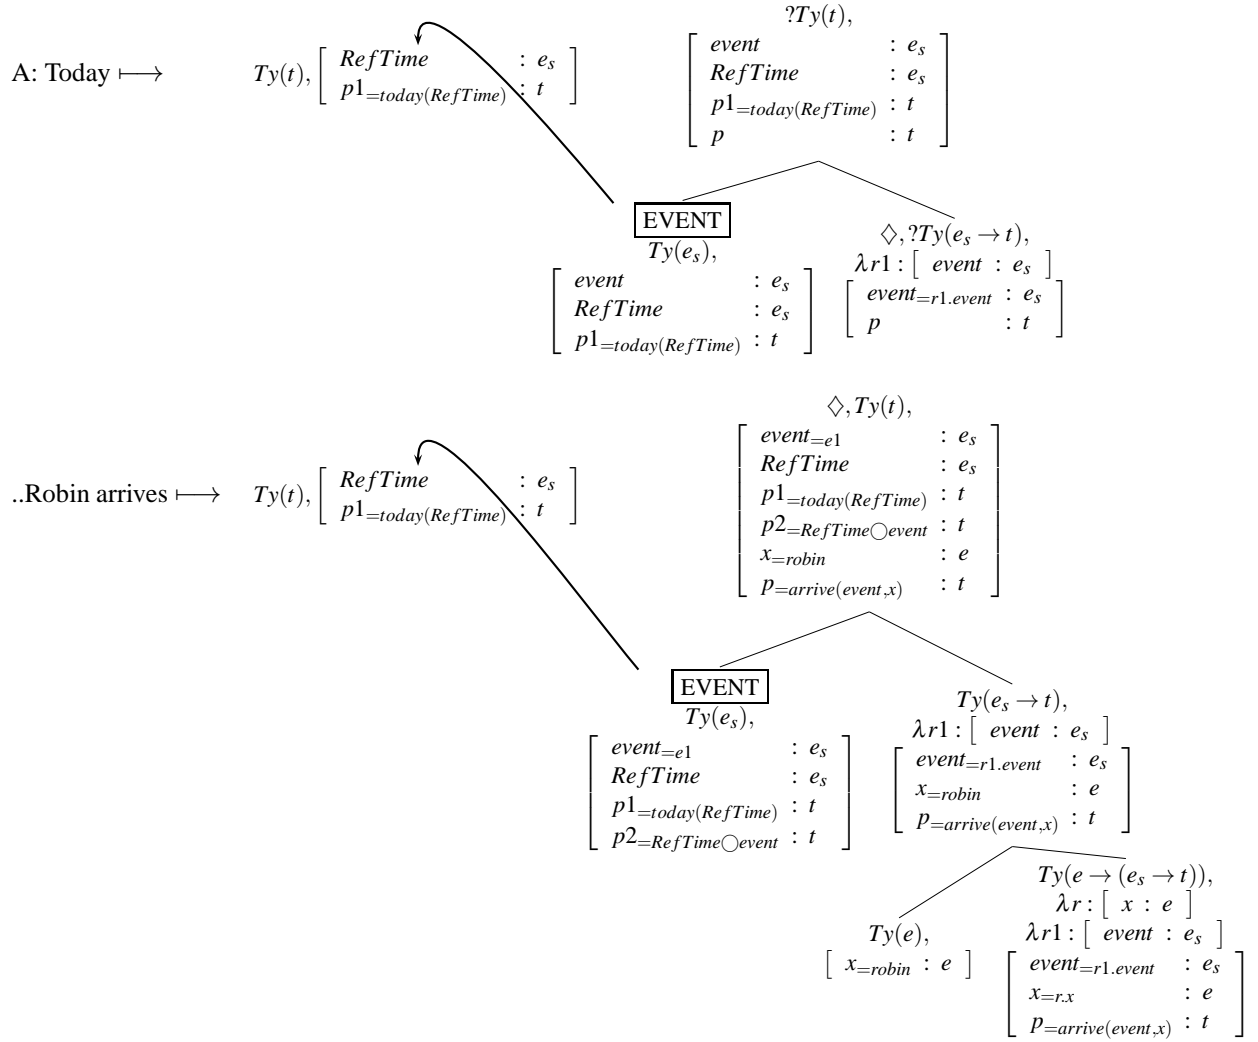 ?Ty(t),
A: Today ⟼ Ty(t), [ RefTime : e_s
p1_{=today(RefTime)} : t ]
[ event : e_s
RefTime : e_s
p1_{=today(RefTime)} : t
p : t ]
EVENT
Ty(e_s),
[ event : e_s
RefTime : e_s
p1_{=today(RefTime)} : t ]
◇, ?Ty(e_s → t),
λr1 : [ event : e_s ]
[ event_{=r1.event} : e_s
p : t ]
◇, Ty(t),
[ event_{=e1} : e_s
RefTime : e_s
p1_{=today(RefTime)} : t
p2_{=RefTime◯event} : t
x_{=robin} : e
p_{=arrive(event,x)} : t ]
..Robin arrives ⟼ Ty(t), [ RefTime : e_s
p1_{=today(RefTime)} : t ]
EVENT
Ty(e_s),
[ event_{=e1} : e_s
RefTime : e_s
p1_{=today(RefTime)} : t
p2_{=RefTime◯event} : t ]
Ty(e_s → t),
λr1 : [ event : e_s ]
[ event_{=r1.event} : e_s
x_{=robin} : e
p_{=arrive(event,x)} : t ]
Ty(e),
[ x_{=robin} : e ]
Ty(e → (e_s → t)),
λr : [ x : e ]
λr1 : [ event : e_s ]
[ event_{=r1.event} : e_s
x_{=r.x} : e
p_{=arrive(event,x)} : t ]